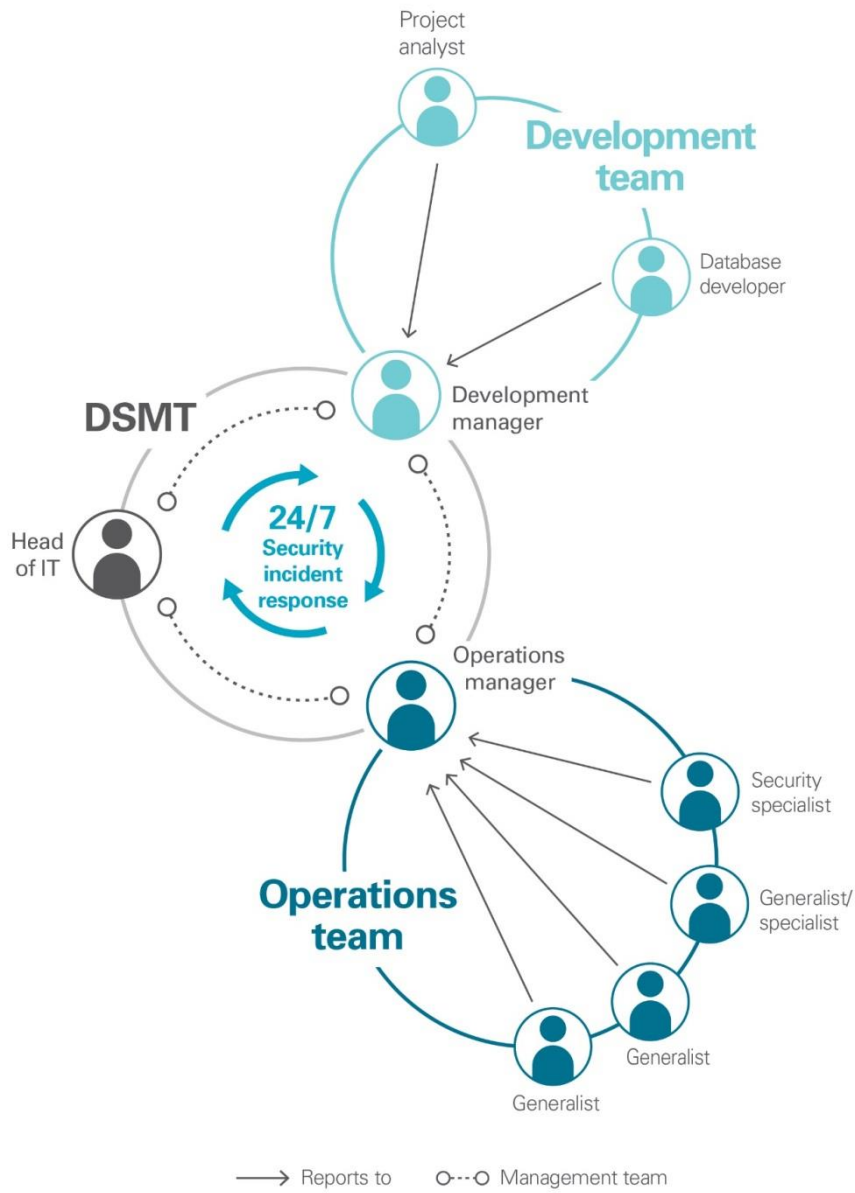 Project
analyst
Development
team
Database
developer
Development
manager
DSMT
24/7
Security
incident
response
Head
of IT
Operations
manager
Security
specialist
Operations
team
Generalist/
specialist
Generalist
Generalist
Reports to
Management team